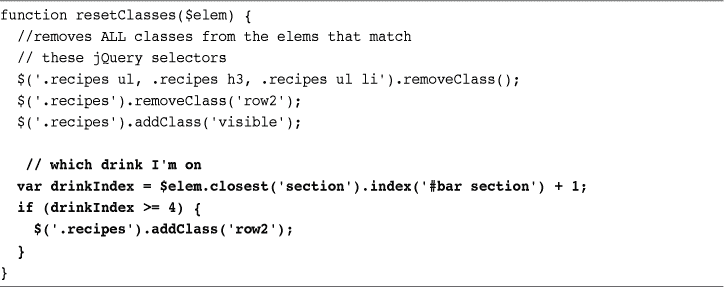 function resetClasses($elem) {
  //removes ALL classes from the elems that match
  // these jQuery selectors
  $('.recipes ul, .recipes h3, .recipes ul li').removeClass();
  $('.recipes').removeClass('row2');
  $('.recipes').addClass('visible');

   // which drink I'm on
  var drinkIndex = $elem.closest('section').index('#bar section') + 1;
  if (drinkIndex >= 4) {
    $('.recipes').addClass('row2');
  }
}